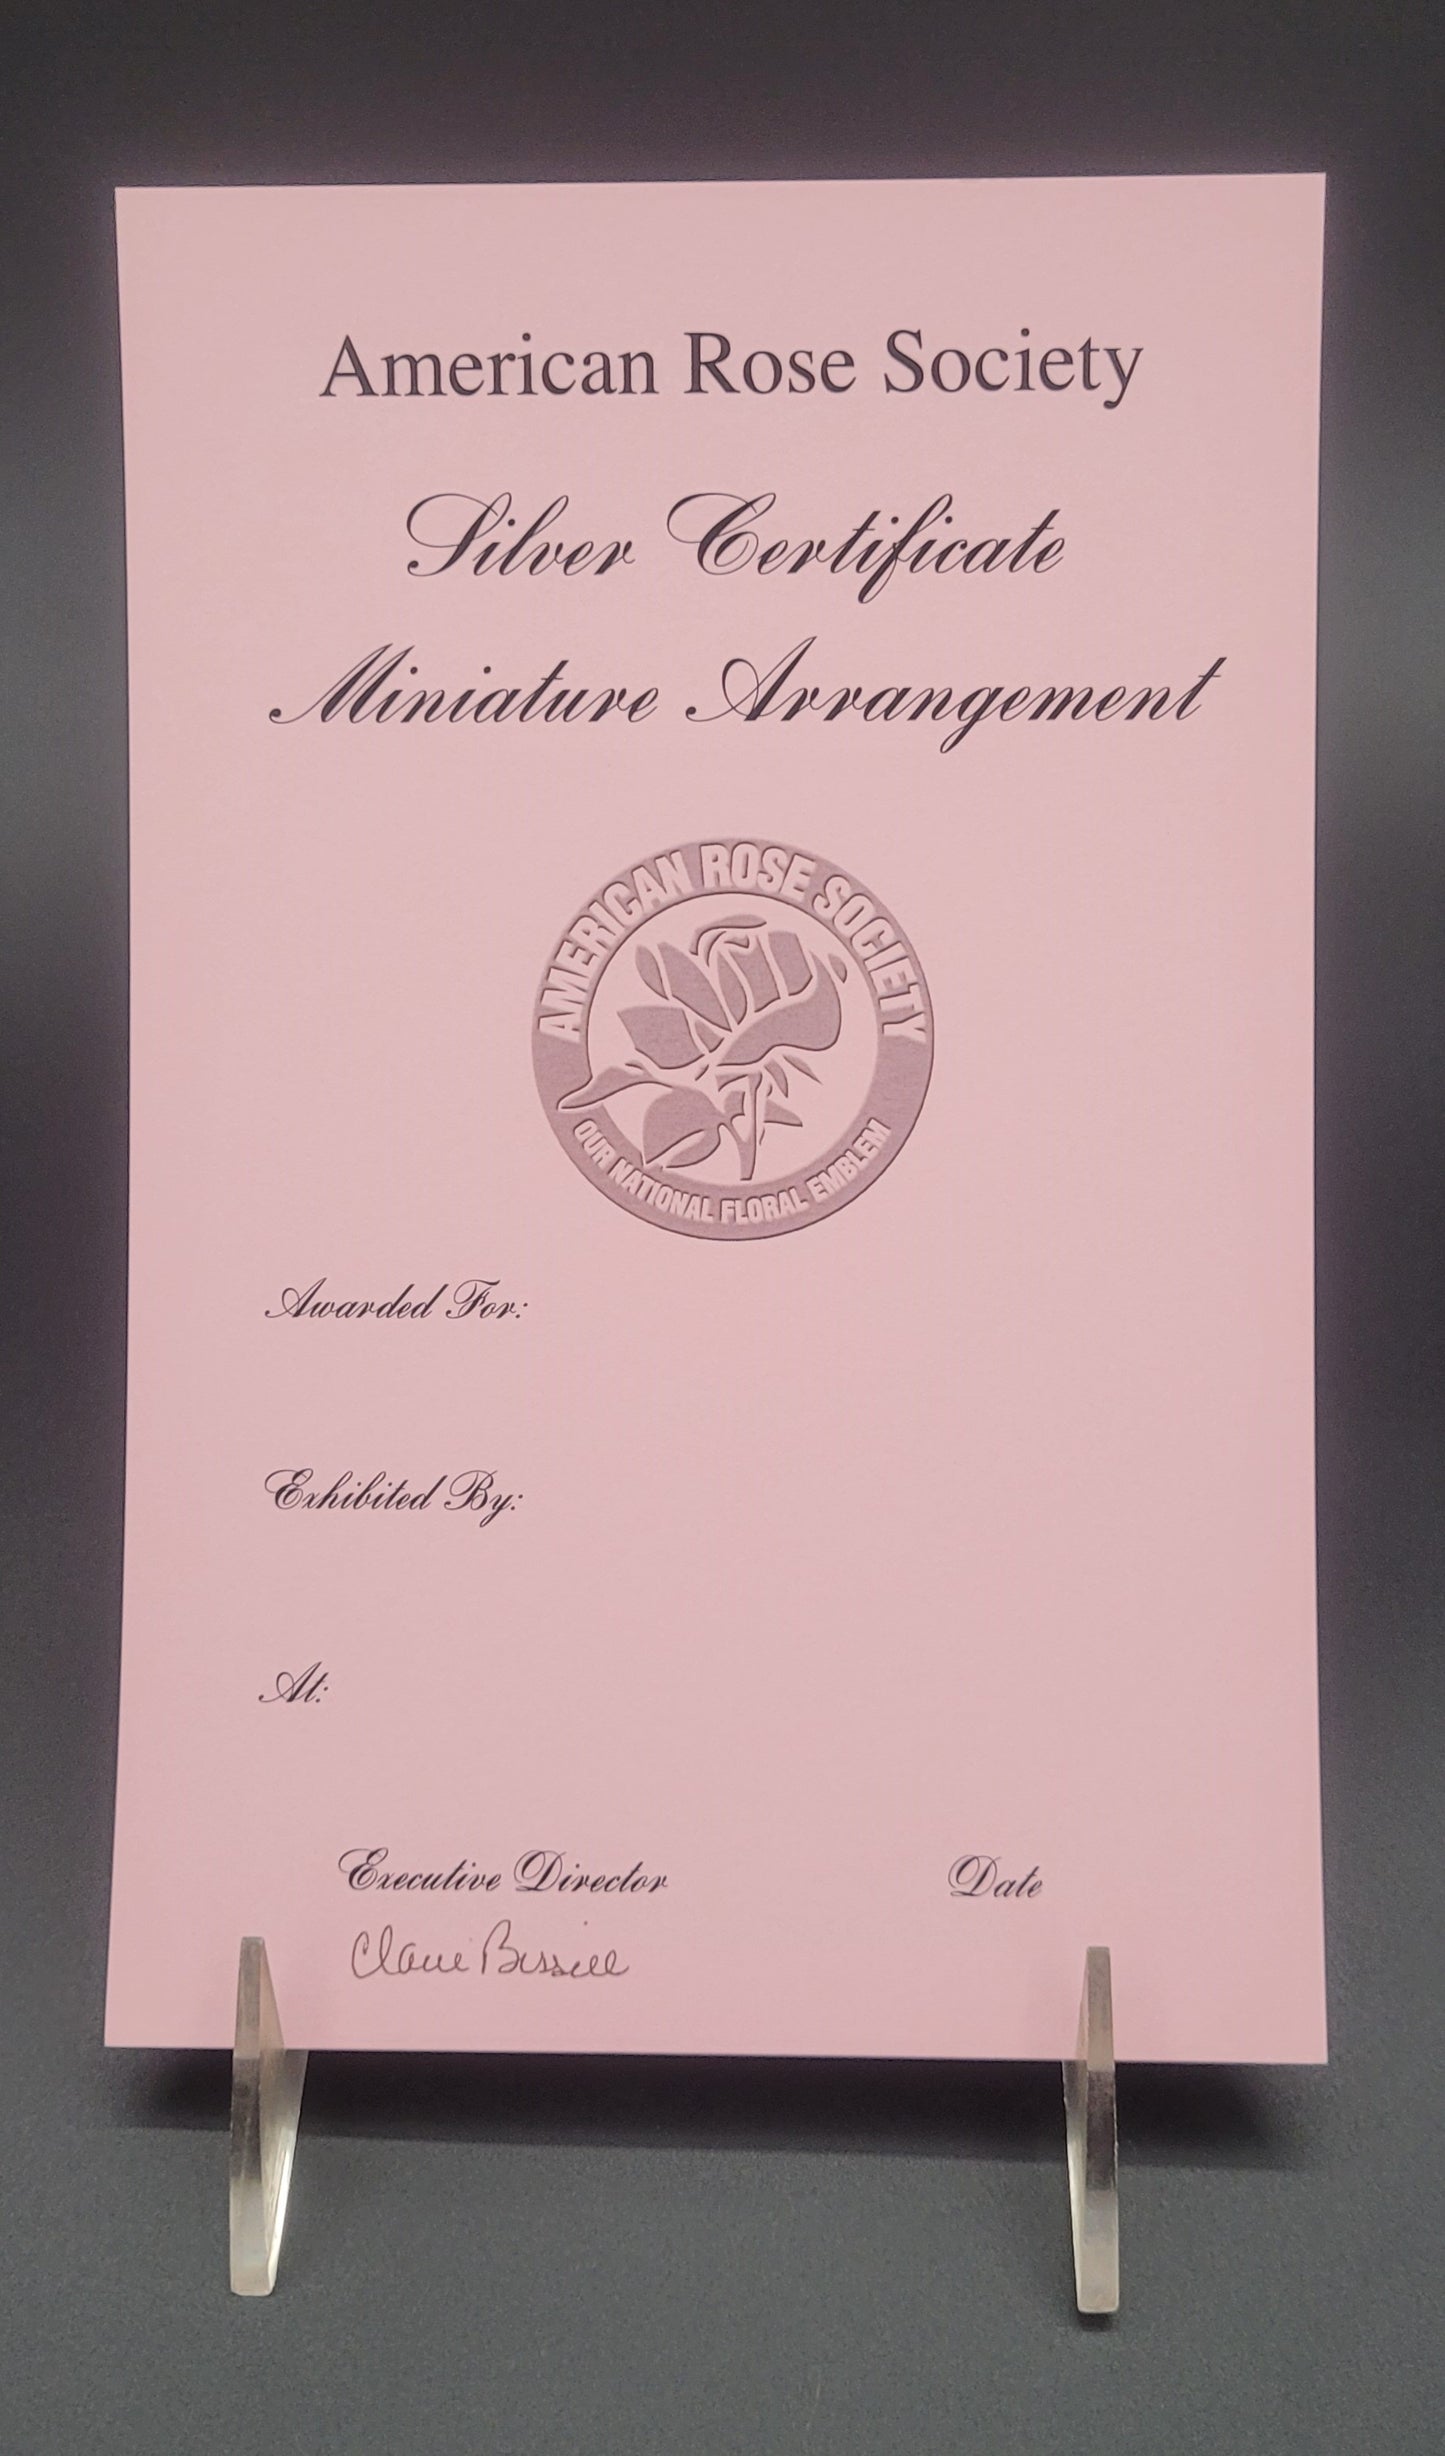 American Rose Society
Silver Certificate
Miniature Arrangement
AMERICAN ROSE SOCIETY
OUR NATIONAL FLORAL EMBLEM
Awarded For:
Exhibited By:
At:
Executive Director Date